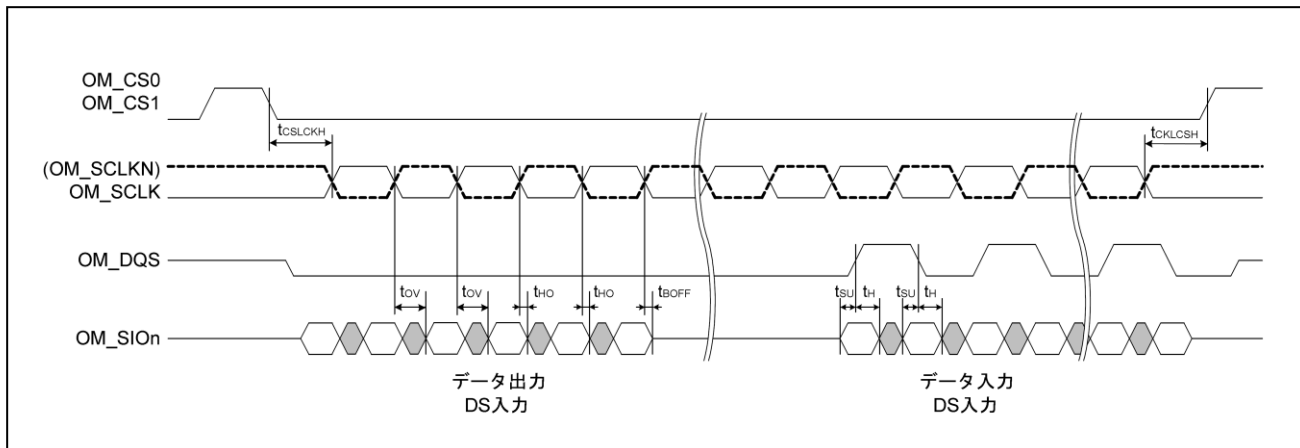 OM_CS0
OM_CS1
tCSLCKH
tCKLCSH
(OM_SCLKN)
OM_SCLK
OM_DQS
tOV tOV tHO tHO tBOFF tSU tH tSU tH
OM_SIOn
データ出力 データ入力
DS入力 DS入力